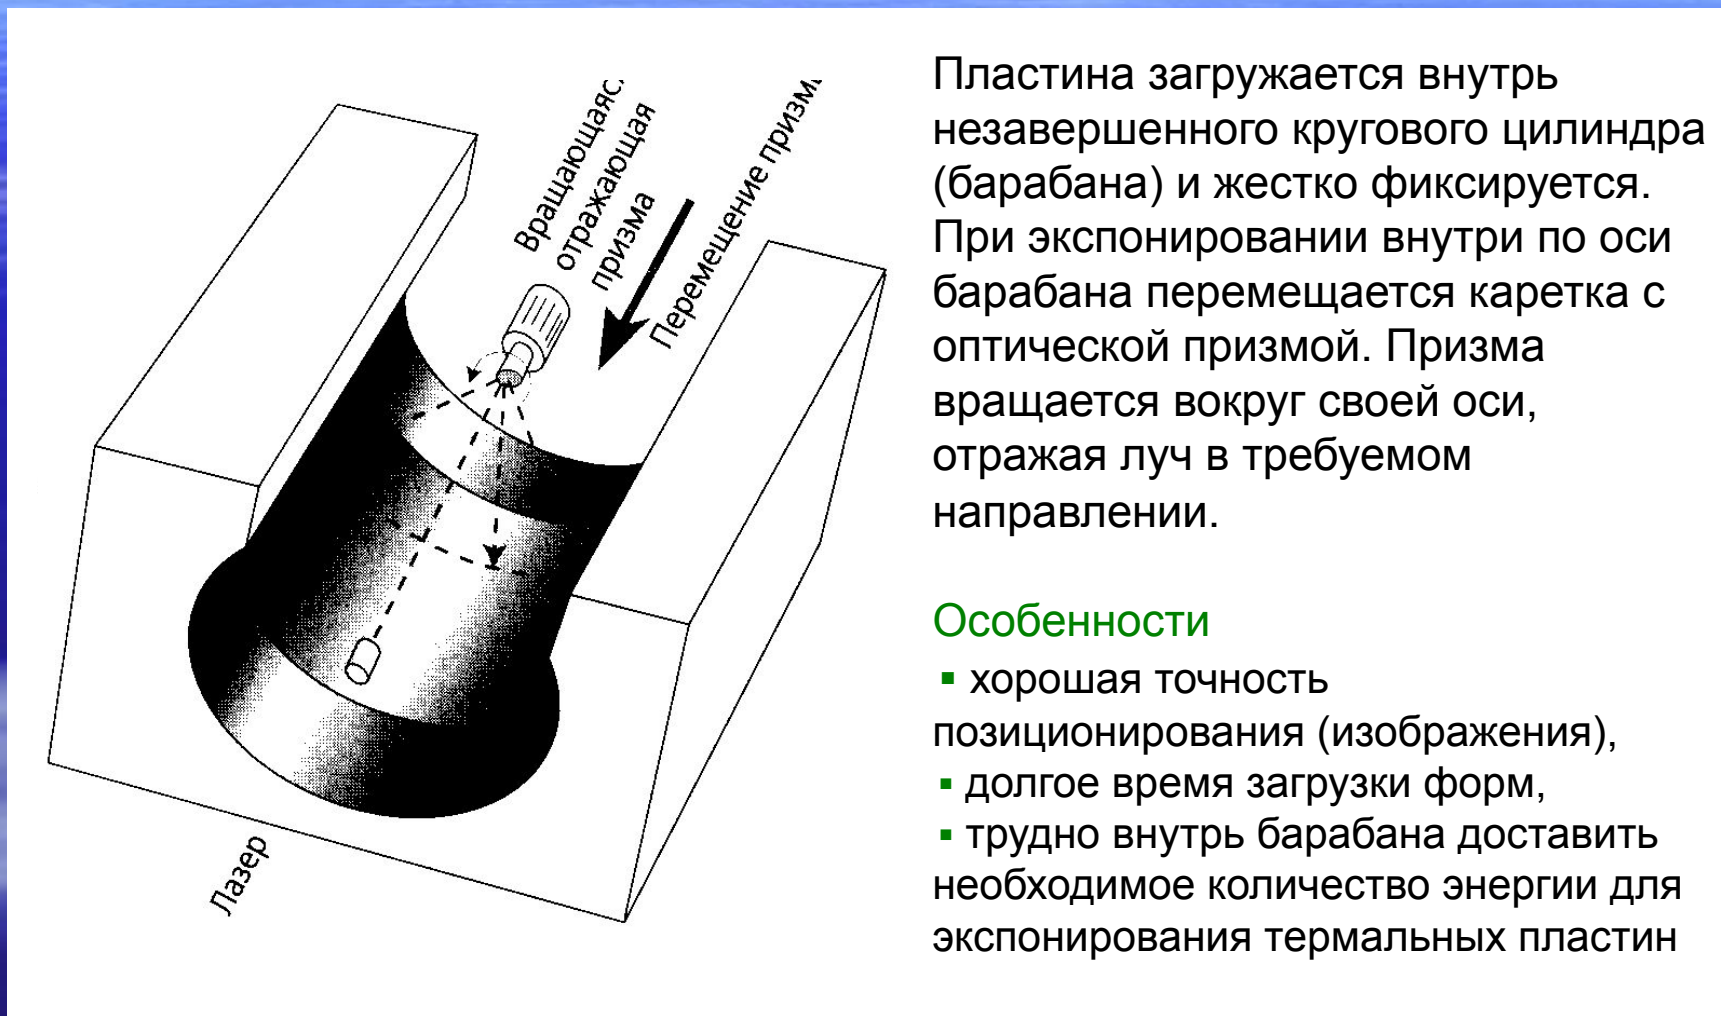 Вращающаяс
отражающая
призма
Перемещение
Лазер
Пластина загружается внутрь
незавершенного кругового цилиндра
(барабана) и жестко фиксируется.
При экспонировании внутри по оси
барабана перемещается каретка с
оптической призмой. Призма
вращается вокруг своей оси,
отражая луч в требуемом
направлении.
Особенности
▪ хорошая точность
позиционирования (изображения),
▪ долгое время загрузки форм,
▪ трудно внутрь барабана доставить
необходимое количество энергии для
экспонирования термальных пластин